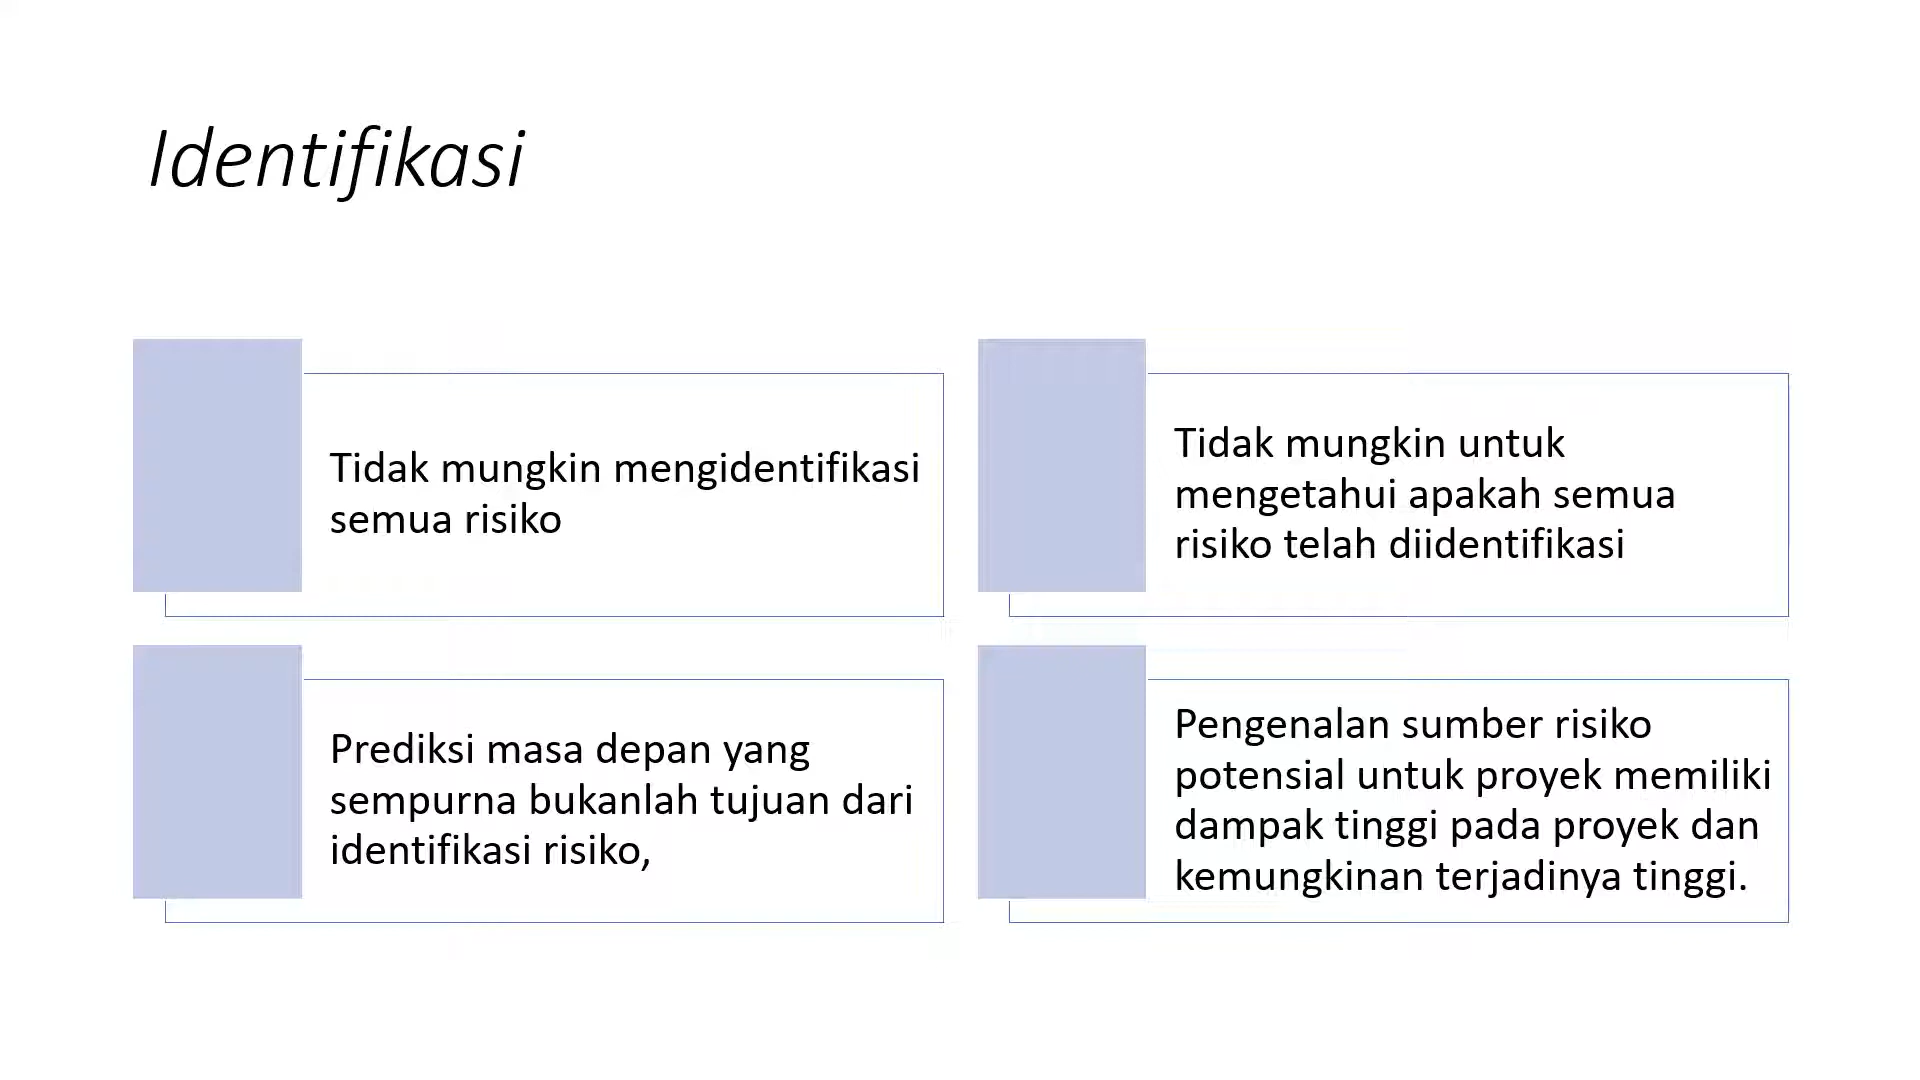 Identifikasi
Tidak mungkin mengidentifikasi
semua risiko
Tidak mungkin untuk
mengetahui apakah semua
risiko telah diidentifikasi
Prediksi masa depan yang
sempurna bukanlah tujuan dari
identifikasi risiko,
Pengenalan sumber risiko
potensial untuk proyek memiliki
dampak tinggi pada proyek dan
kemungkinan terjadinya tinggi.